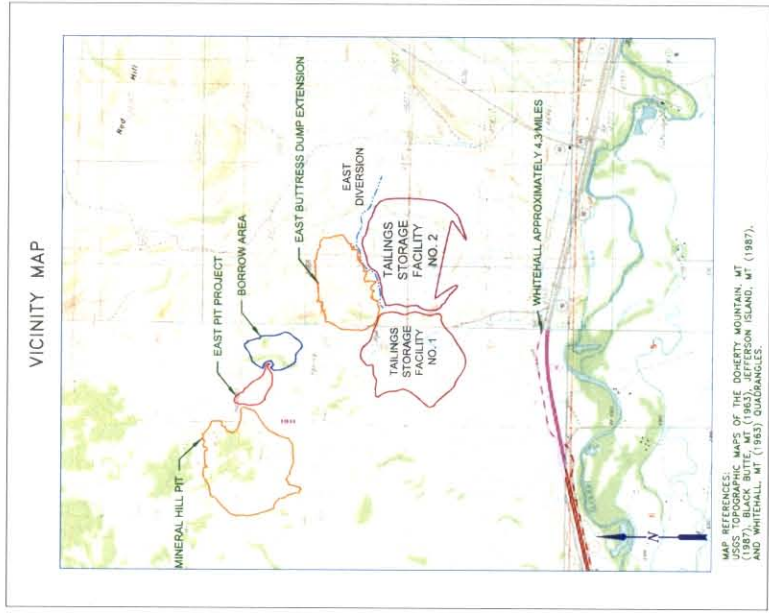 VICINITY MAP
Red Hill
MINERAL HILL PIT
EAST PIT PROJECT
BORROW AREA
EAST BUTTRESS DUMP EXTENSION
EAST
DIVERSION
TAILINGS
STORAGE
FACILITY
NO. 1
TAILINGS
STORAGE
FACILITY
NO. 2
WHITEHALL APPROXIMATELY 4.3 MILES
N
MAP REFERENCES:
USGS TOPOGRAPHIC MAPS OF THE DOHERTY MOUNTAIN, MT
(1987), BLACK BUTTE, MT (1963), JEFFERSON ISLAND, MT (1987),
AND WHITEHALL, MT (1963) QUADRANGLES.